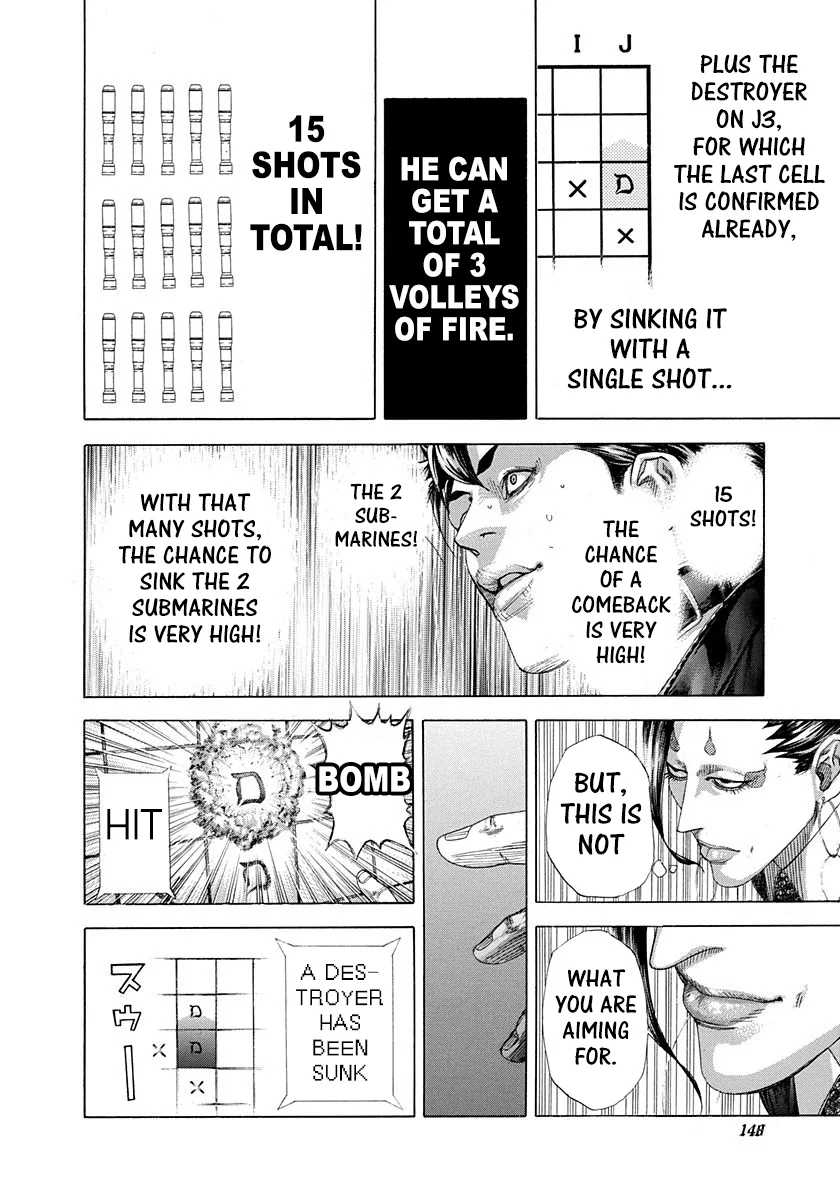 PLUS THE
DESTROYER
ON J3,
FOR WHICH
THE LAST CELL
IS CONFIRMED
ALREADY,
I J
×
×
BY SINKING IT
WITH A
SINGLE SHOT...
HE CAN
GET A
TOTAL
OF 3
VOLLEYS
OF FIRE.
15
SHOTS
IN
TOTAL!
15
SHOTS!
THE
CHANCE
OF A
COMEBACK
IS VERY
HIGH!
THE 2
SUB-
MARINES!
WITH THAT
MANY SHOTS,
THE CHANCE TO
SINK THE 2
SUBMARINES
IS VERY HIGH!
BUT,
THIS IS
NOT
WHAT
YOU ARE
AIMING
FOR.
BOMB
HIT
A DES-
TROYER
HAS
BEEN
SUNK
×
×
スゥー